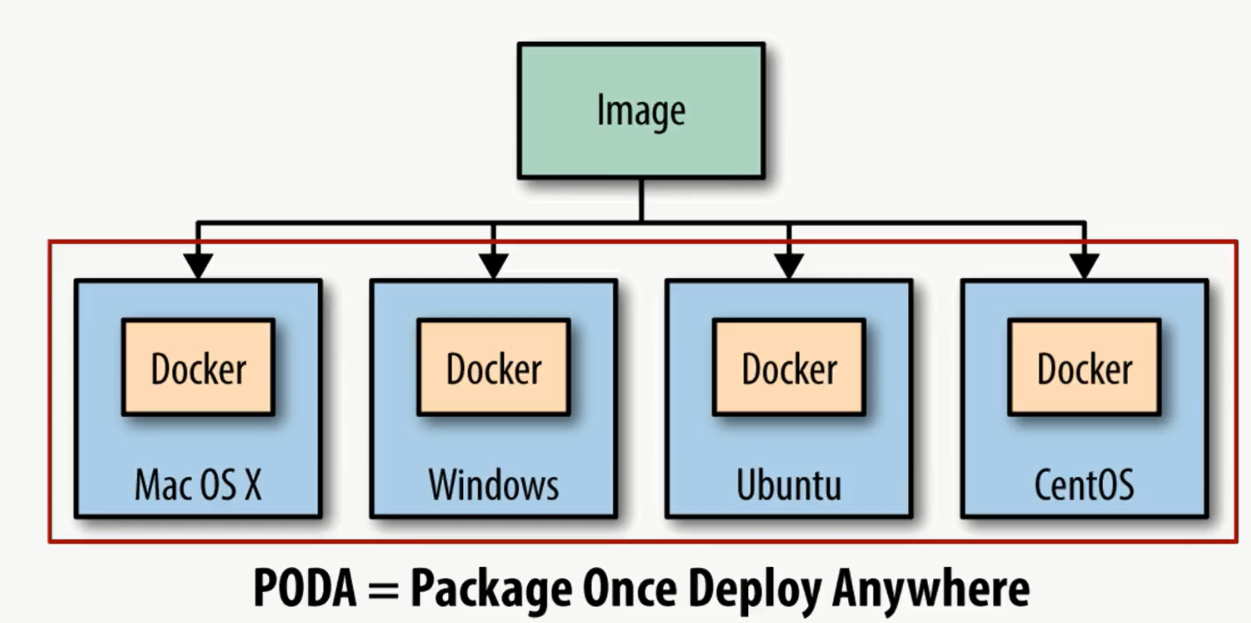 Image
Docker
Docker
Docker
Docker
Mac OS X
Windows
Ubuntu
CentOS
PODA = Package Once Deploy Anywhere